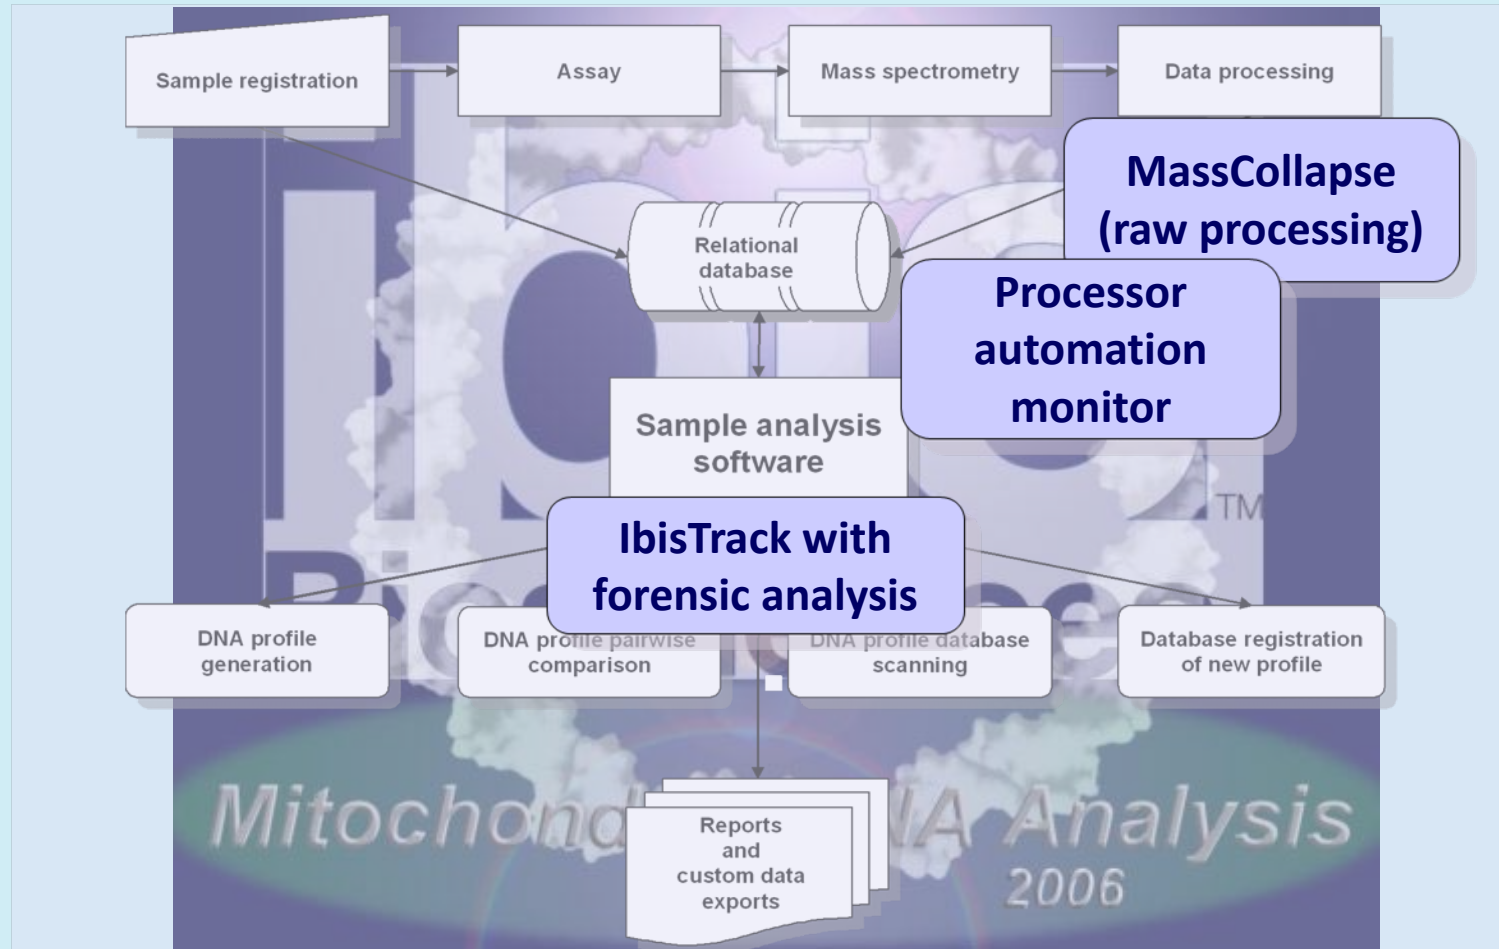 Sample registration
Assay
Mass spectrometry
Data processing
MassCollapse
(raw processing)
Relational
database
Processor
automation
monitor
Sample analysis
software
TM
IbisTrack with
forensic analysis
DNA profile
generation
DNA profile pairwise
comparison
DNA profile database
scanning
Database registration
of new profile
Reports
and
custom data
exports
Analysis
2006